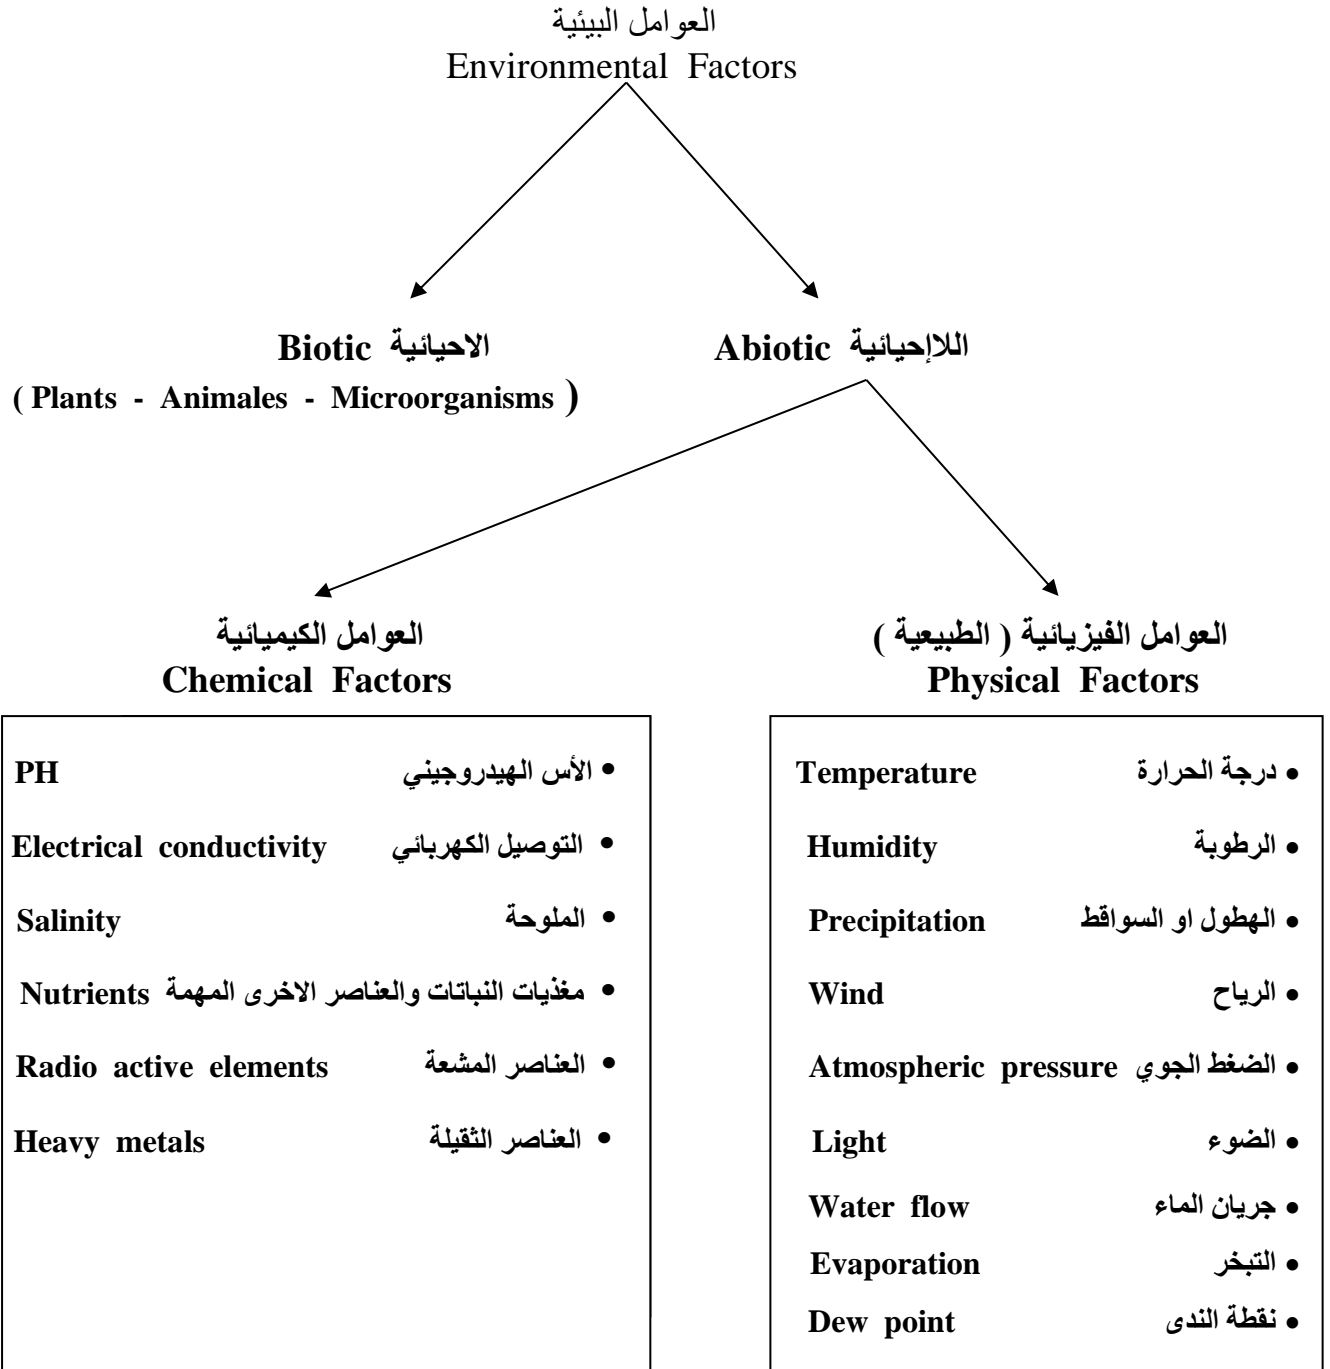 العوامل البيئية
Environmental Factors
Biotic الاحيائية
( Plants - Animales - Microorganisms )
Abiotic اللاإحيائية
العوامل الكيميائية
Chemical Factors
PH الأس الهيدروجيني •
Electrical conductivity التوصيل الكهربائي •
Salinity الملوحة •
Nutrients مغذيات النباتات والعناصر الاخرى المهمة •
Radio active elements العناصر المشعة •
Heavy metals العناصر الثقيلة •
العوامل الفيزيائية ( الطبيعية )
Physical Factors
Temperature درجة الحرارة •
Humidity الرطوبة •
Precipitation الهطول او السواقط •
Wind الرياح •
Atmospheric pressure الضغط الجوي •
Light الضوء •
Water flow جريان الماء •
Evaporation التبخر •
Dew point نقطة الندى •